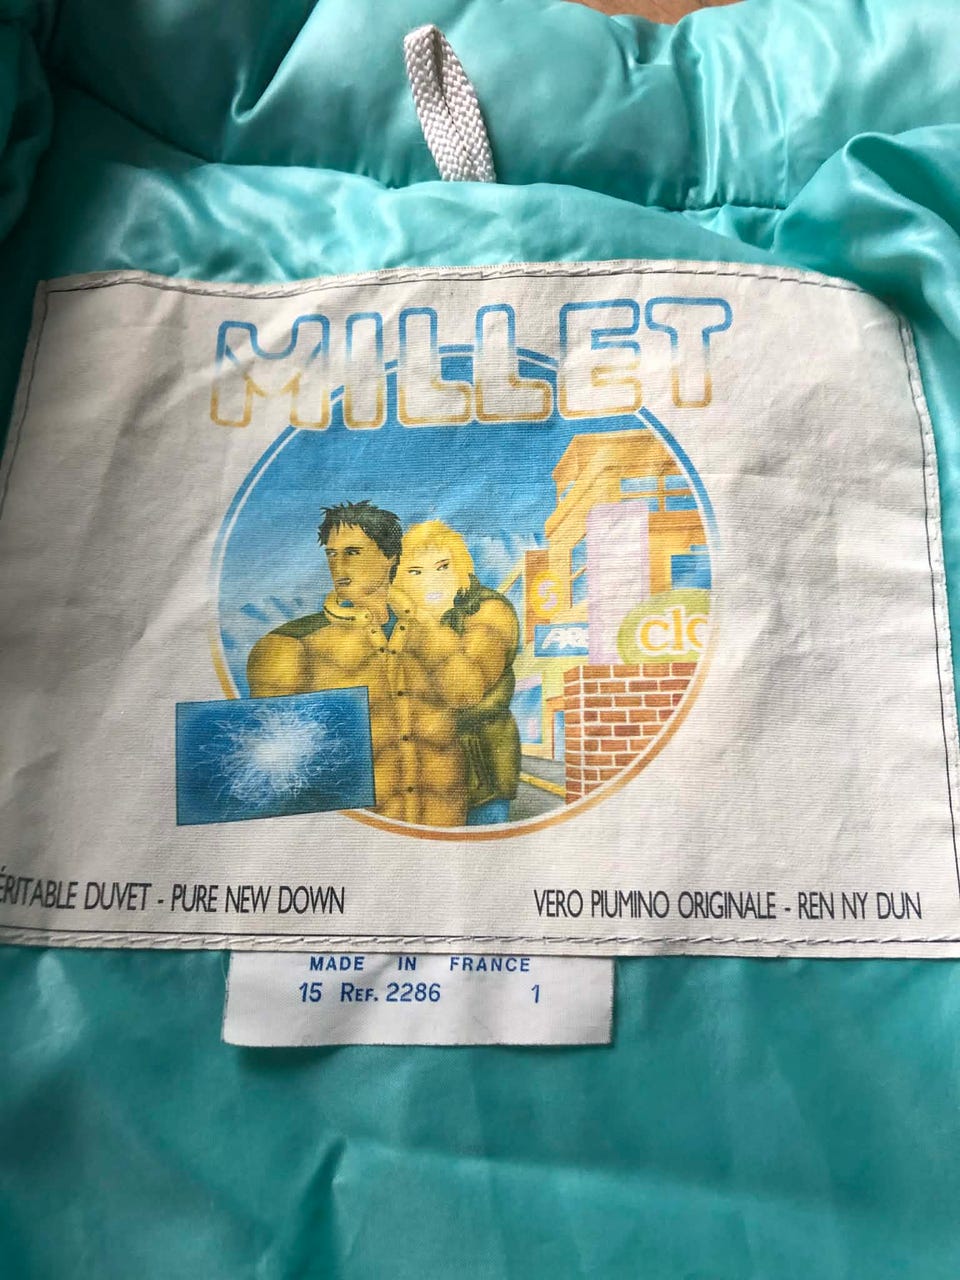 MILLET
S
clo
ÉRITABLE DUVET - PURE NEW DOWN
VERO PIUMINO ORIGINALE - REN NY DUN
MADE IN FRANCE
15 REF. 2286 1